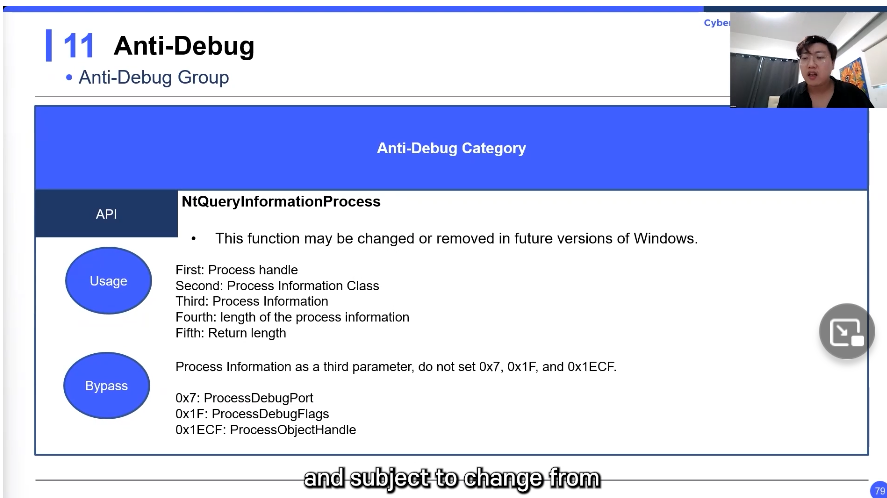 Cyber
11 Anti-Debug
• Anti-Debug Group
Anti-Debug Category
API
NtQueryInformationProcess
• This function may be changed or removed in future versions of Windows.
Usage
First: Process handle
Second: Process Information Class
Third: Process Information
Fourth: length of the process information
Fifth: Return length
Bypass
Process Information as a third parameter, do not set 0x7, 0x1F, and 0x1ECF.
0x7: ProcessDebugPort
0x1F: ProcessDebugFlags
0x1ECF: ProcessObjectHandle
and subject to change from
79